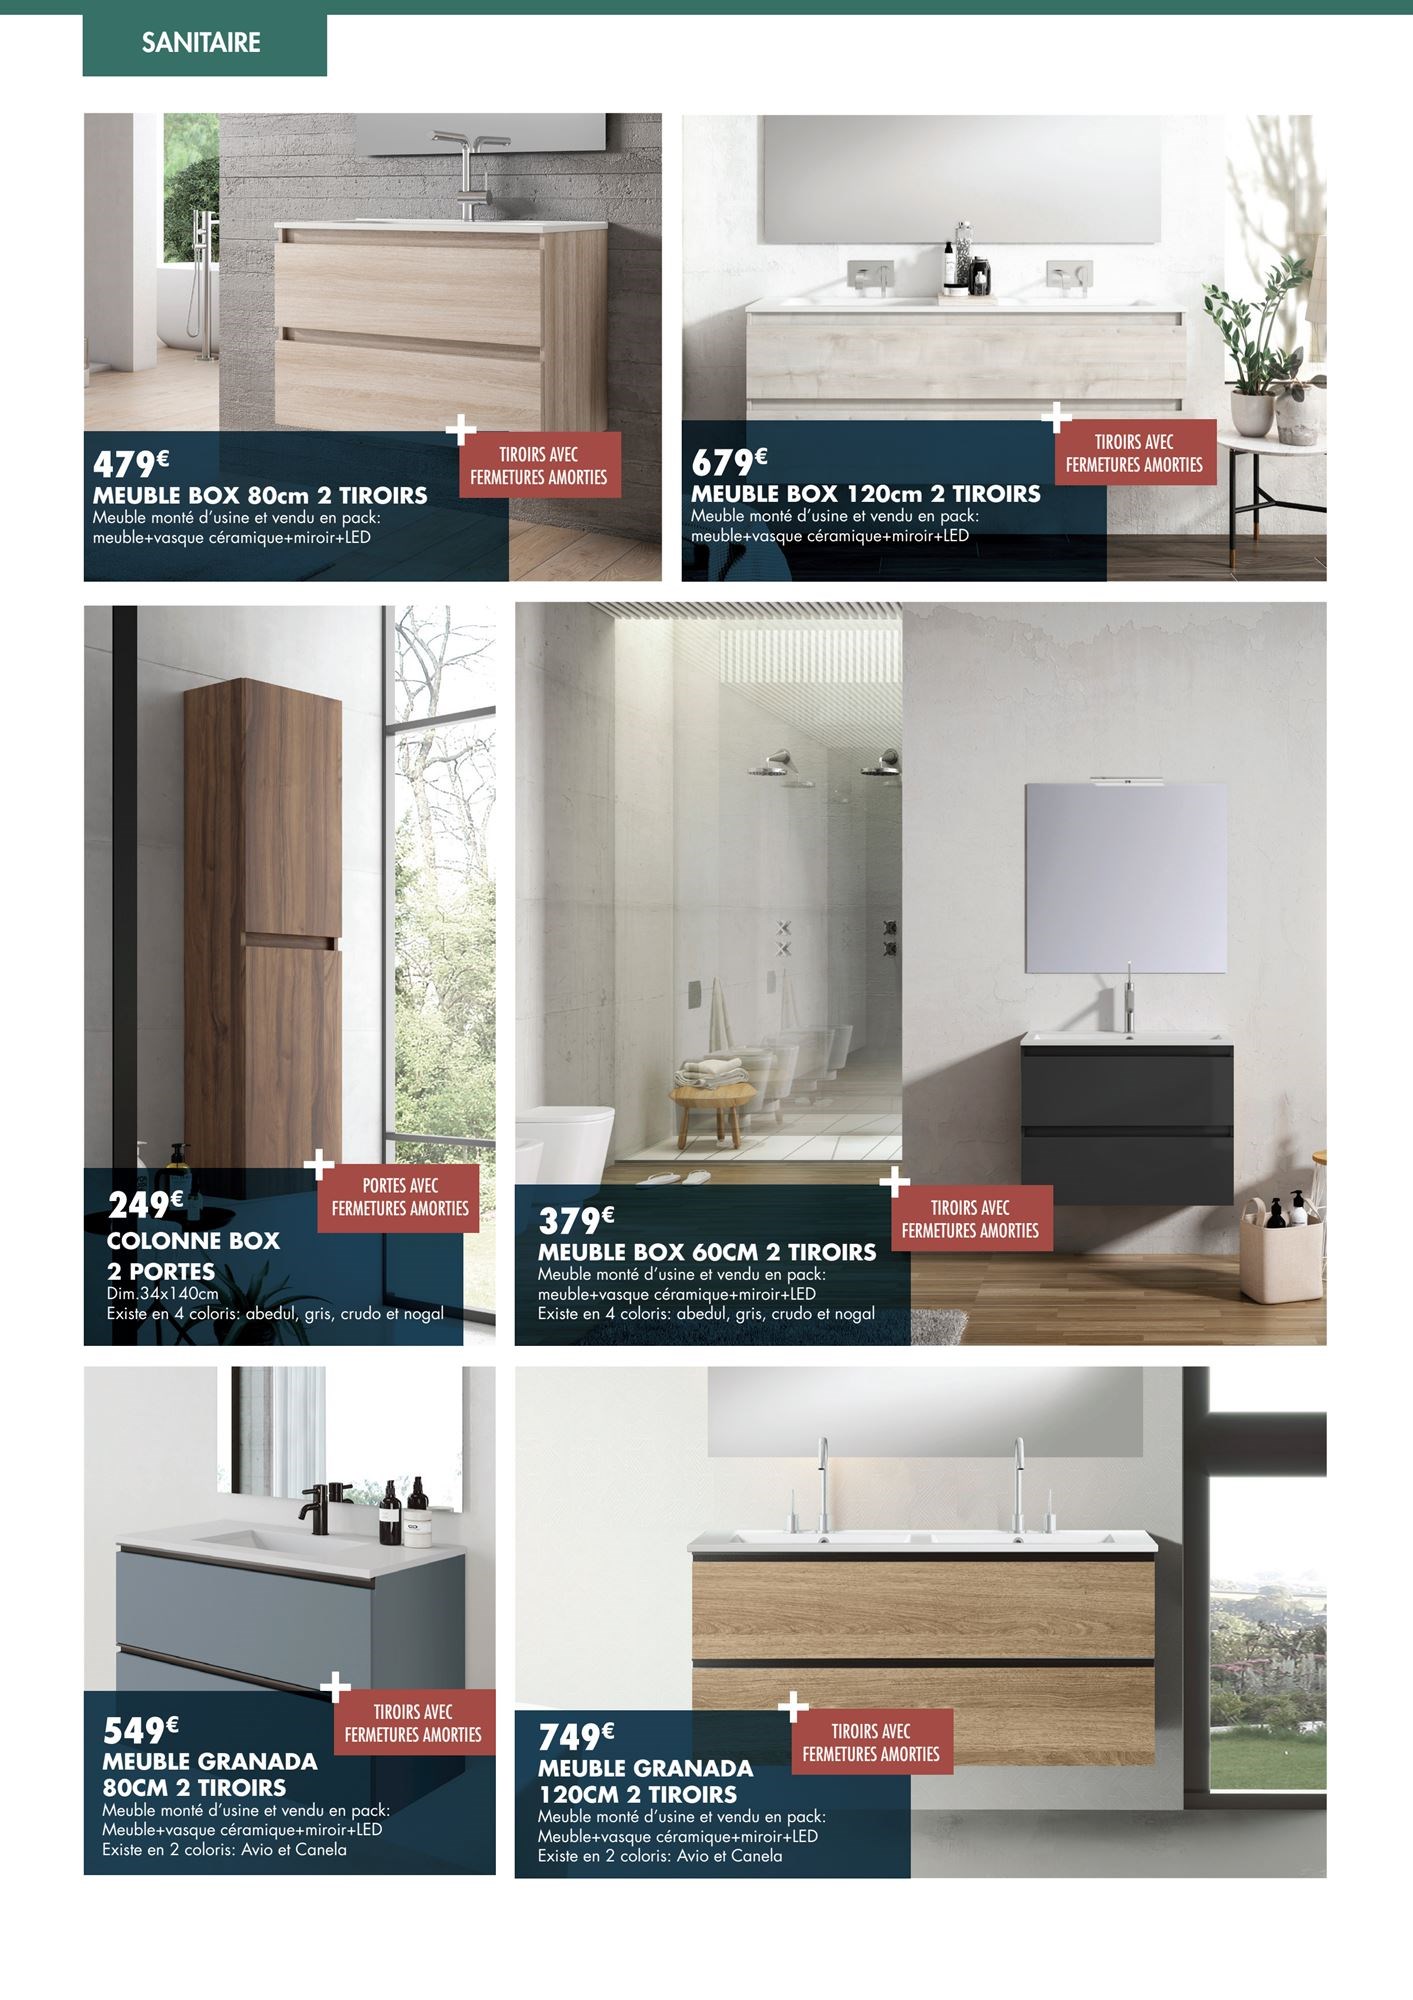 SANITAIRE
479€
MEUBLE BOX 80cm 2 TIROIRS
Meuble monté d'usine et vendu en pack:
meuble+vasque céramique+miroir+LED
TIROIRS AVEC
FERMETURES AMORTIES
679€
MEUBLE BOX 120cm 2 TIROIRS
Meuble monté d'usine et vendu en pack:
meuble+vasque céramique+miroir+LED
TIROIRS AVEC
FERMETURES AMORTIES
249€
COLONNE BOX
2 PORTES
Dim.34x140cm
Existe en 4 coloris: abedul, gris, crudo et nogal
PORTES AVEC
FERMETURES AMORTIES
379€
MEUBLE BOX 60CM 2 TIROIRS
Meuble monté d'usine et vendu en pack:
meuble+vasque céramique+miroir+LED
Existe en 4 coloris: abedul, gris, crudo et nogal
TIROIRS AVEC
FERMETURES AMORTIES
549€
MEUBLE GRANADA
80CM 2 TIROIRS
Meuble monté d'usine et vendu en pack:
Meuble+vasque céramique+miroir+LED
Existe en 2 coloris: Avio et Canela
TIROIRS AVEC
FERMETURES AMORTIES
749€
MEUBLE GRANADA
120CM 2 TIROIRS
Meuble monté d'usine et vendu en pack:
Meuble+vasque céramique+miroir+LED
Existe en 2 coloris: Avio et Canela
TIROIRS AVEC
FERMETURES AMORTIES